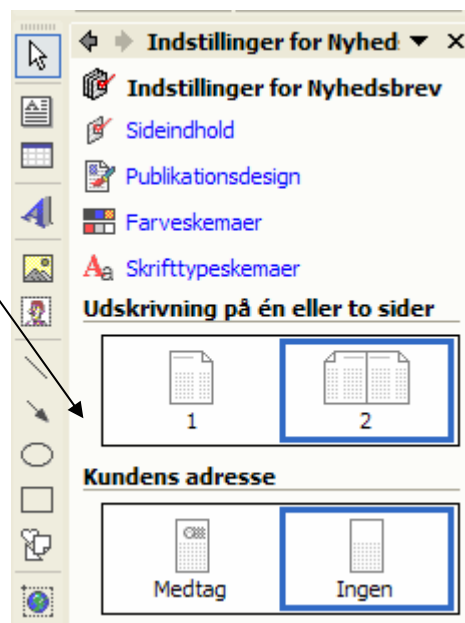 Indstillinger for Nyhed
Indstillinger for Nyhedsbrev
Sideindhold
Publikationsdesign
Farveskemaer
Aa Skrifttypeskemaer
Udskrivning på én eller to sider
1 2
Kundens adresse
Medtag Ingen